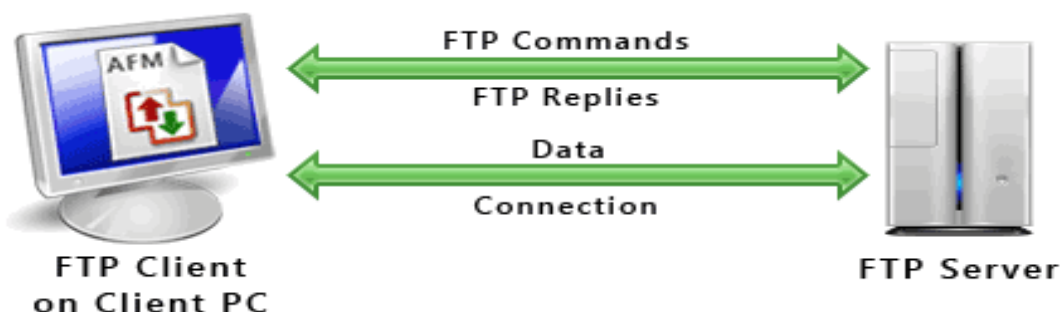 AFM
FTP Commands
FTP Replies
Data
Connection
FTP Client
on Client PC
FTP Server